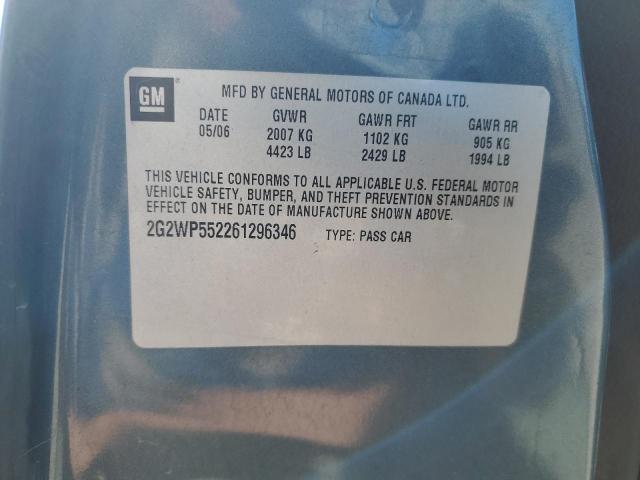 GM
MFD BY GENERAL MOTORS OF CANADA LTD.
DATE GVWR GAWR FRT GAWR RR
05/06 2007 KG 1102 KG 905 KG
4423 LB 2429 LB 1994 LB
THIS VEHICLE CONFORMS TO ALL APPLICABLE U.S. FEDERAL MOTOR
VEHICLE SAFETY, BUMPER, AND THEFT PREVENTION STANDARDS IN
EFFECT ON THE DATE OF MANUFACTURE SHOWN ABOVE.
2G2WP552261296346 TYPE: PASS CAR